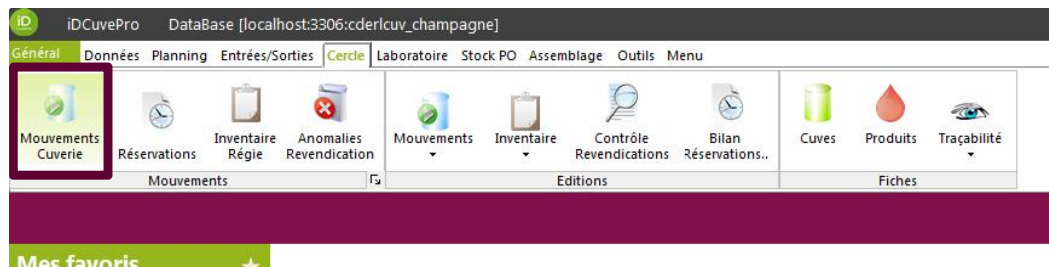 iD iDCuvePro DataBase [localhost:3306:cderlcuv_champagne]
Général Données Planning Entrées/Sorties Cercle Laboratoire Stock PO Assemblage Outils Menu
Mouvements Cuverie
Réservations
Inventaire Régie
Anomalies Revendication
Mouvements
Inventaire
Contrôle Revendications
Bilan Réservations..
Cuves
Produits
Traçabilité
Mouvements Editions Fiches
Mes favoris